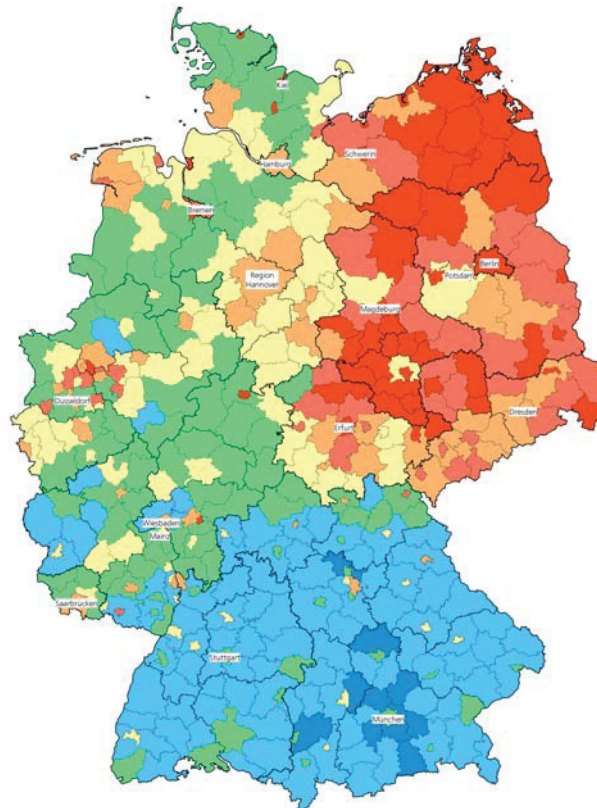 Kiel
Hamburg
Schwerin
Bremen
Berlin
Potsdam
Region
Hannover
Magdeburg
Düsseldorf
Dresden
Erfurt
Wiesbaden
Mainz
Saarbrücken
Stuttgart
München